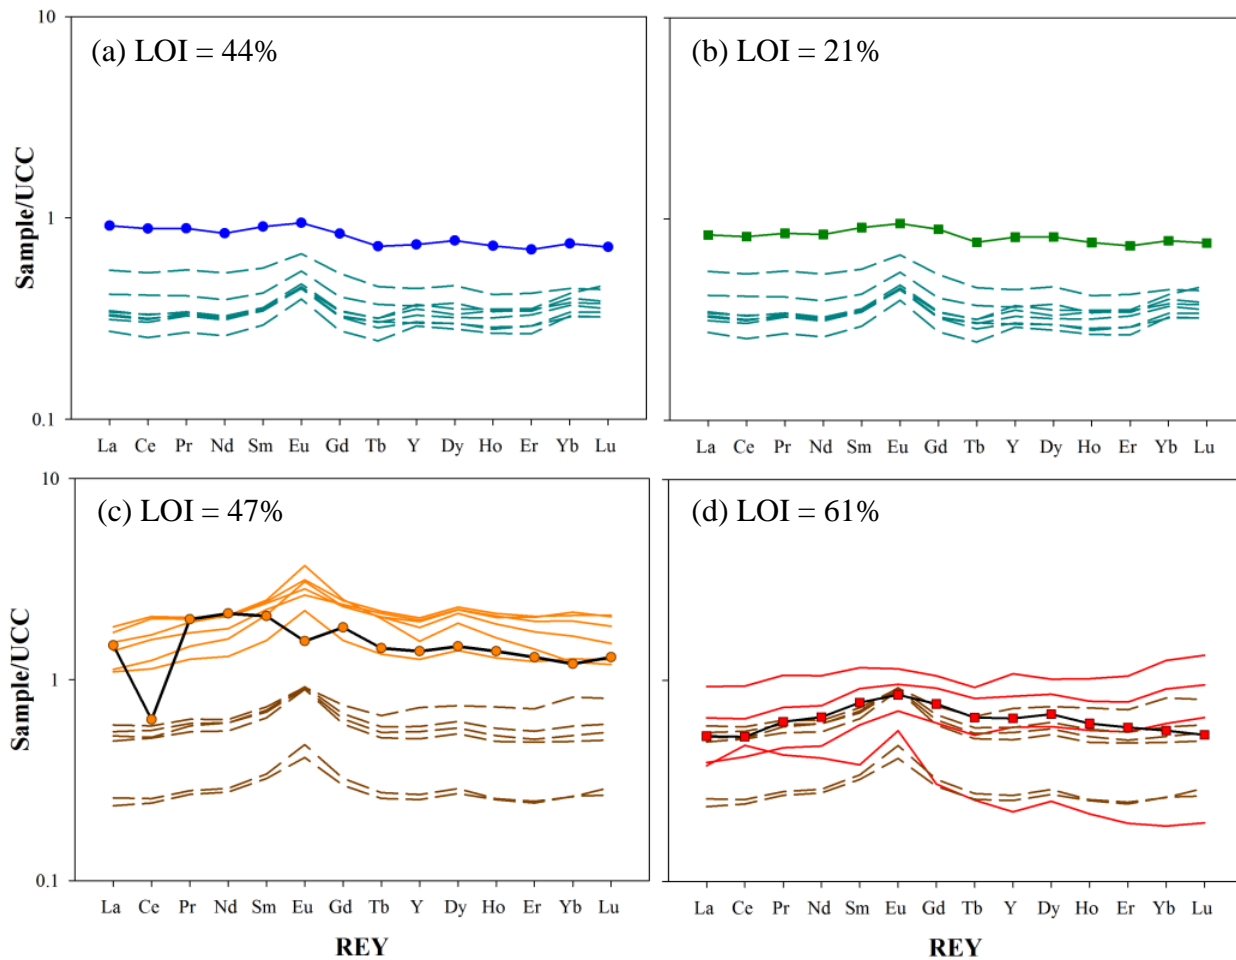 10
(a) LOI = 44%
(b) LOI = 21%
Sample/UCC
1
0.1
La Ce Pr Nd Sm Eu Gd Tb Y Dy Ho Er Yb Lu
La Ce Pr Nd Sm Eu Gd Tb Y Dy Ho Er Yb Lu
10
(c) LOI = 47%
(d) LOI = 61%
Sample/UCC
1
0.1
La Ce Pr Nd Sm Eu Gd Tb Y Dy Ho Er Yb Lu
La Ce Pr Nd Sm Eu Gd Tb Y Dy Ho Er Yb Lu
REY
REY